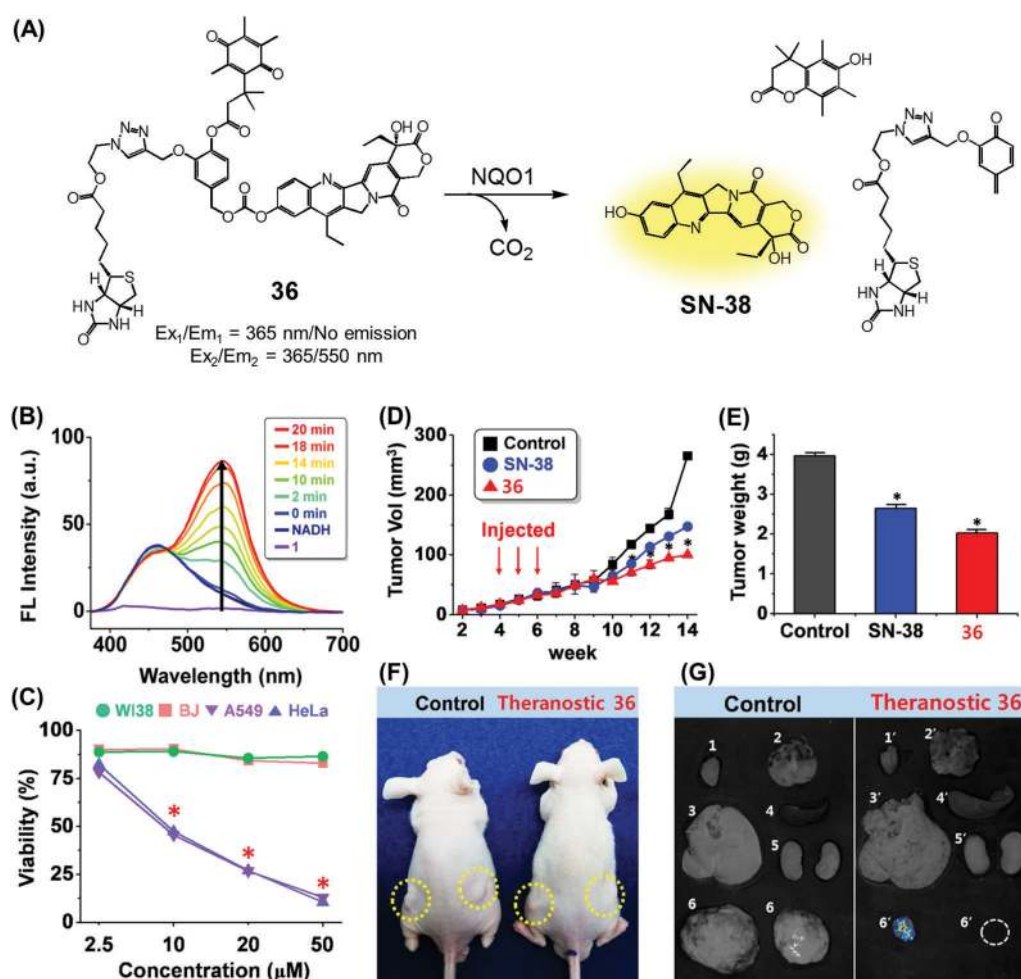 (A)
O
O
O
O
N=N
N
O
O
O
O
S
H
H
HN
NH
O
O
O
O
N
N
OH
O
O
O
36
Ex₁/Em₁ = 365 nm/No emission
Ex₂/Em₂ = 365/550 nm
NQO1
CO₂
HO
N
N
O
O
O
OH
SN-38
OH
O
O
N=N
N
O
O
O
O
S
H
H
HN
NH
O
(B)
FL Intensity (a.u.)
100
50
0
20 min
18 min
14 min
10 min
2 min
0 min
NADH
1
400 500 600 700
Wavelength (nm)
(D)
Tumor Vol (mm³)
300
200
100
0
Control
SN-38
36
Injected
* * * *
2 4 6 8 10 12 14
week
(E)
Tumor weight (g)
4
3
2
1
0
*
*
Control SN-38 36
(C)
WI38 BJ A549 HeLa
Viability (%)
100
75
50
25
0
*
*
*
2.5 10 20 50
Concentration (μM)
(F)
Control Theranostic 36
(G)
Control Theranostic 36
1 2 1' 2'
3 4 3' 4'
5 5'
6 6 6' 6'